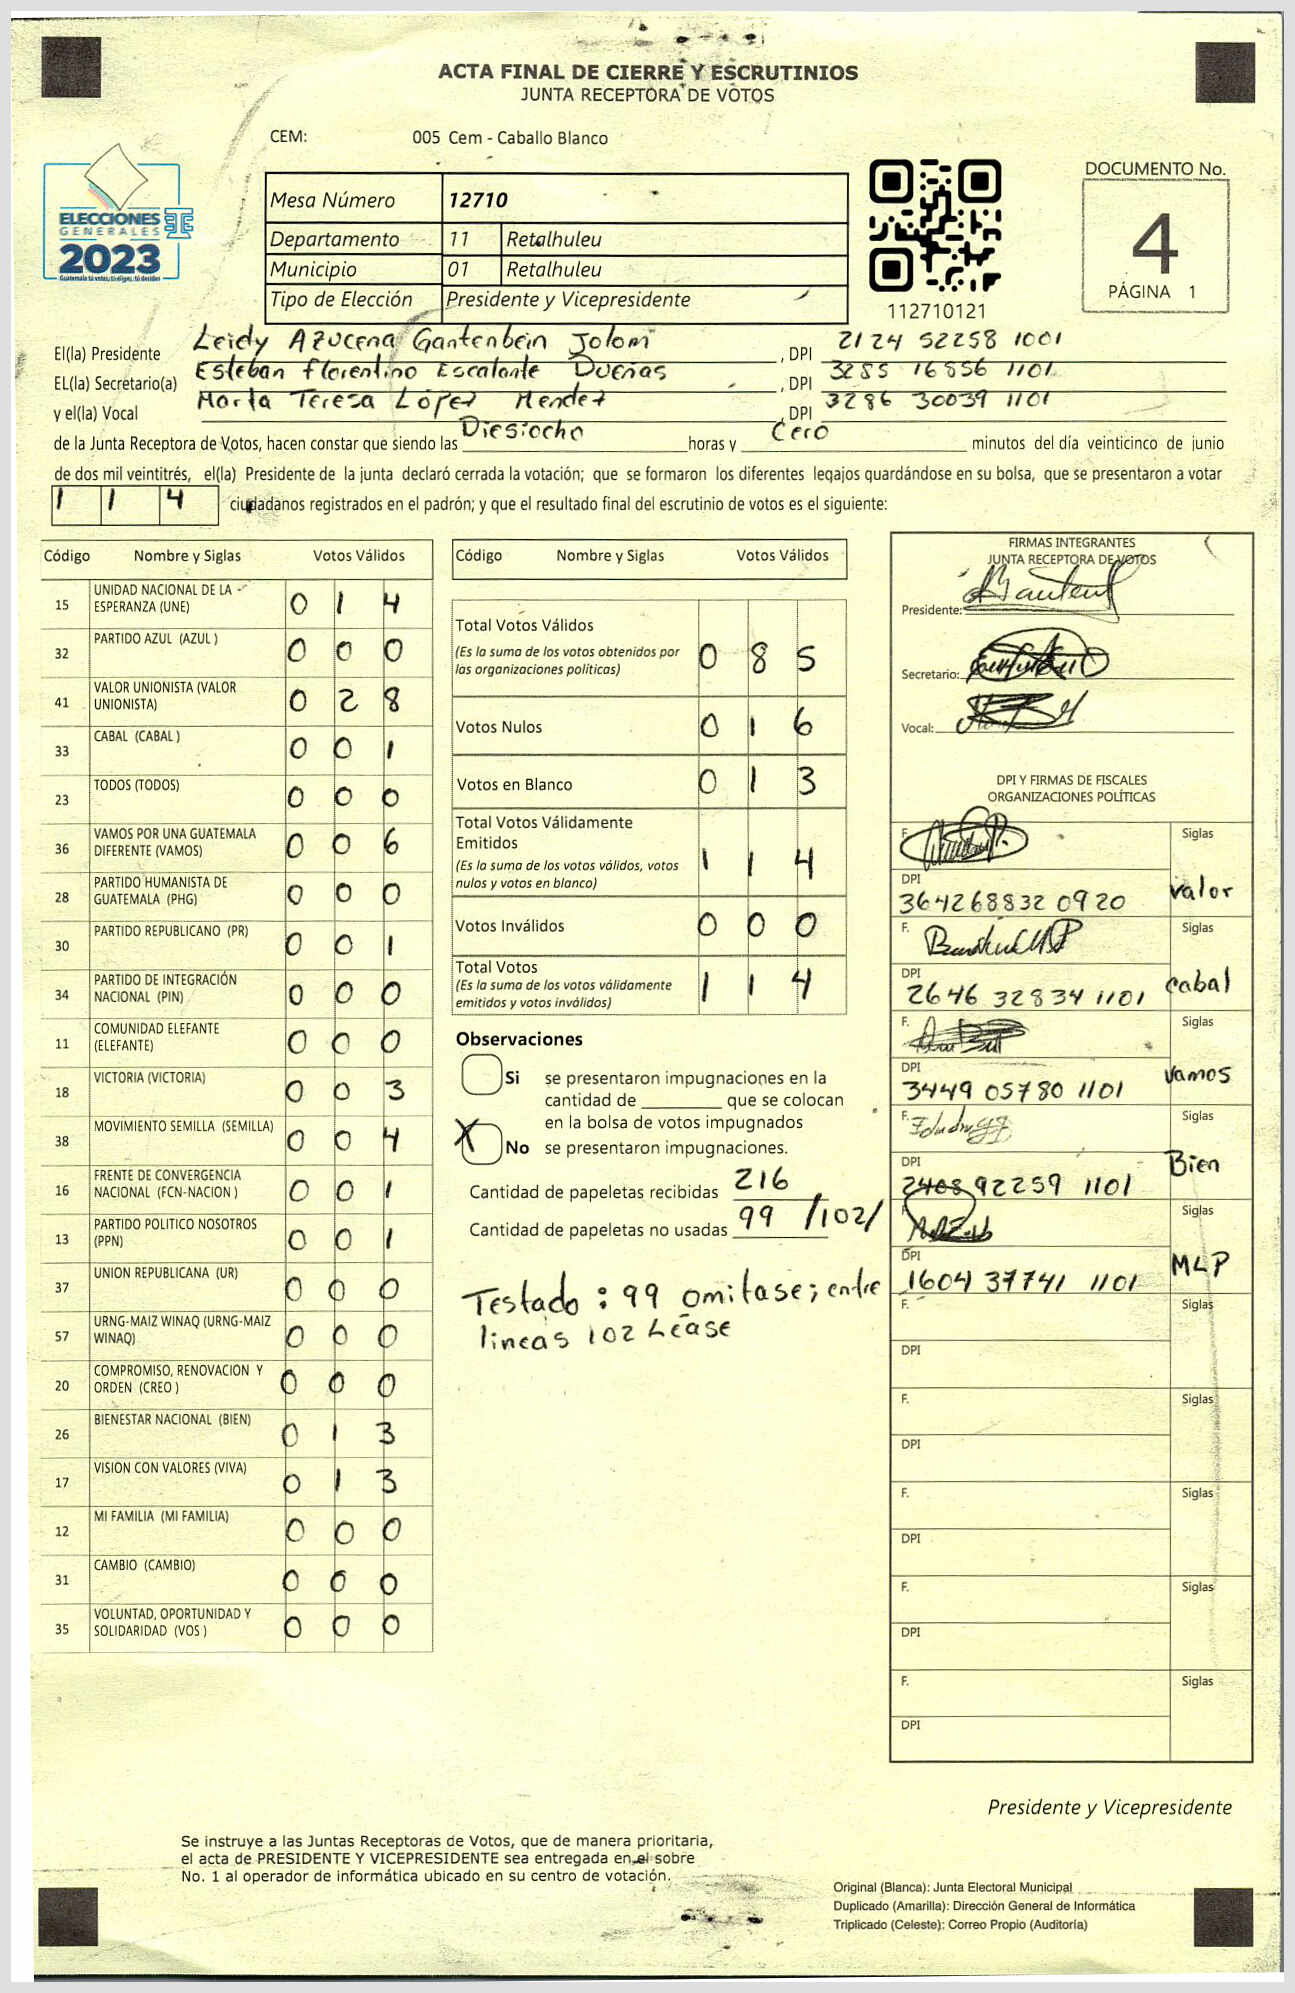 ACTA FINAL DE CIERRE Y ESCRUTINIOS
JUNTA RECEPTORA DE VOTOS
CEM: 005 Cem - Caballo Blanco
ELECCIONES
GENERALES
2023
Mesa Número 12710
Departamento 11 Retalhuleu
Municipio 01 Retalhuleu
Tipo de Elección Presidente y Vicepresidente
112710121
DOCUMENTO No.
4
PÁGINA 1
El(la) Presidente Leidy Azucena Gantenbein Jolomi, DPI 2124 52258 1001
EL(la) Secretario(a) Esteban florentino Escalante Dueñas, DPI 3285 16856 1101
y el(la) Vocal Marta Teresa López Mendez, DPI 3286 30039 1101
de la Junta Receptora de Votos, hacen constar que siendo las Diesiocho horas y Cero minutos del día veinticinco de junio
de dos mil veintitrés, el(la) Presidente de la junta declaró cerrada la votación; que se formaron los diferentes legajos guardándose en su bolsa, que se presentaron a votar
1 1 4 ciudadanos registrados en el padrón; y que el resultado final del escrutinio de votos es el siguiente:
Código Nombre y Siglas Votos Válidos
15 UNIDAD NACIONAL DE LA ESPERANZA (UNE) 0 1 4
32 PARTIDO AZUL (AZUL ) 0 0 0
41 VALOR UNIONISTA (VALOR UNIONISTA) 0 2 8
33 CABAL (CABAL ) 0 0 1
23 TODOS (TODOS) 0 0 0
36 VAMOS POR UNA GUATEMALA DIFERENTE (VAMOS) 0 0 6
28 PARTIDO HUMANISTA DE GUATEMALA (PHG) 0 0 0
30 PARTIDO REPUBLICANO (PR) 0 0 1
34 PARTIDO DE INTEGRACIÓN NACIONAL (PIN) 0 0 0
11 COMUNIDAD ELEFANTE (ELEFANTE) 0 0 0
18 VICTORIA (VICTORIA) 0 0 3
38 MOVIMIENTO SEMILLA (SEMILLA) 0 0 4
16 FRENTE DE CONVERGENCIA NACIONAL (FCN-NACION ) 0 0 1
13 PARTIDO POLITICO NOSOTROS (PPN) 0 0 1
37 UNION REPUBLICANA (UR) 0 0 0
57 URNG-MAIZ WINAQ (URNG-MAIZ WINAQ) 0 0 0
20 COMPROMISO, RENOVACION Y ORDEN (CREO ) 0 0 0
26 BIENESTAR NACIONAL (BIEN) 0 1 3
17 VISION CON VALORES (VIVA) 0 1 3
12 MI FAMILIA (MI FAMILIA) 0 0 0
31 CAMBIO (CAMBIO) 0 0 0
35 VOLUNTAD, OPORTUNIDAD Y SOLIDARIDAD (VOS ) 0 0 0
Código Nombre y Siglas Votos Válidos
Total Votos Válidos 0 8 5
(Es la suma de los votos obtenidos por
las organizaciones políticas)
Votos Nulos 0 1 6
Votos en Blanco 0 1 3
Total Votos Válidamente
Emitidos 1 1 4
(Es la suma de los votos válidos, votos
nulos y votos en blanco)
Votos Inválidos 0 0 0
Total Votos 1 1 4
(Es la suma de los votos válidamente
emitidos y votos inválidos)
Observaciones
Si se presentaron impugnaciones en la
cantidad de ________ que se colocan
en la bolsa de votos impugnados
X No se presentaron impugnaciones.
Cantidad de papeletas recibidas 216
Cantidad de papeletas no usadas 99 /102/
Testado : 99 omitase; entre
lineas 102 Léase
FIRMAS INTEGRANTES
JUNTA RECEPTORA DE VOTOS
Presidente:
Secretario:
Vocal:
DPI Y FIRMAS DE FISCALES
ORGANIZACIONES POLÍTICAS
F. Siglas
DPI 364268832 0920 valor
F. Siglas
DPI 2646 32834 1101 cabal
F. Siglas
DPI 3449 05780 1101 vamos
F. Siglas
DPI 2408 92259 1101 Bien
F. Siglas
DPI 1604 37741 1101 MLP
F. Siglas
DPI
F. Siglas
DPI
F. Siglas
DPI
F. Siglas
DPI
F. Siglas
DPI
Presidente y Vicepresidente
Se instruye a las Juntas Receptoras de Votos, que de manera prioritaria,
el acta de PRESIDENTE Y VICEPRESIDENTE sea entregada en el sobre
No. 1 al operador de informática ubicado en su centro de votación.
Original (Blanca): Junta Electoral Municipal
Duplicado (Amarilla): Dirección General de Informática
Triplicado (Celeste): Correo Propio (Auditoría)